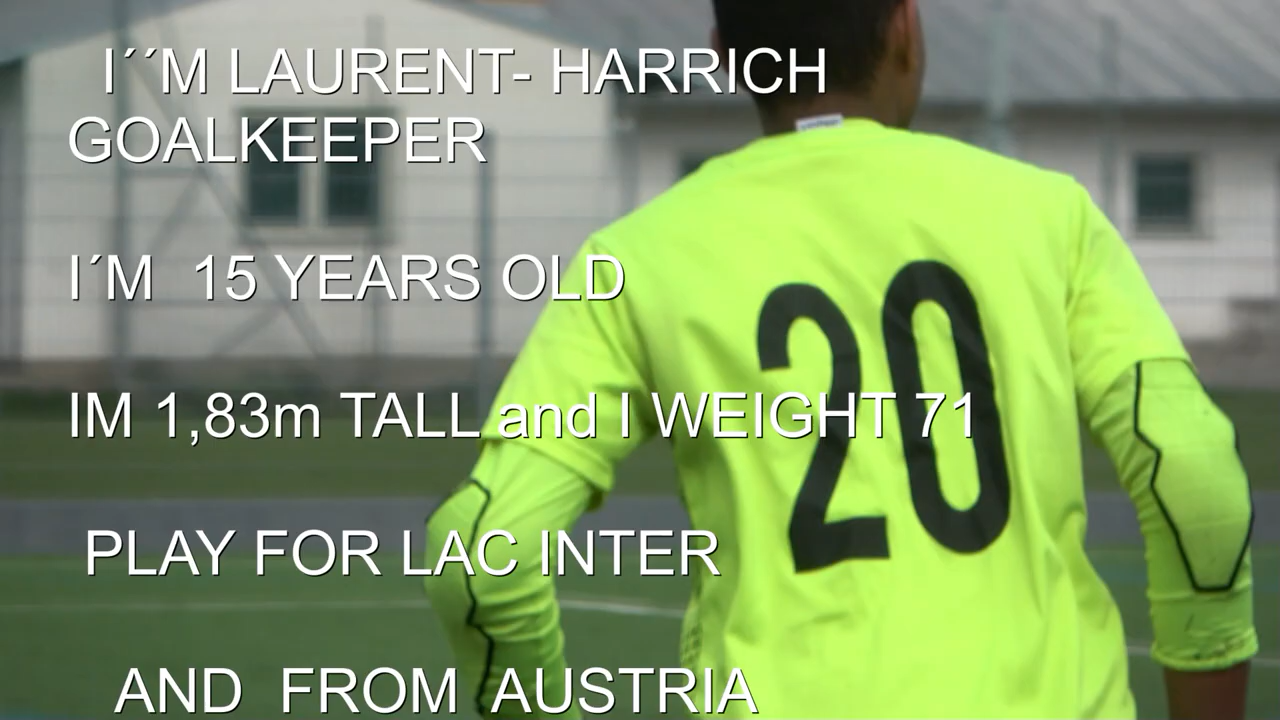 I´´M LAURENT- HARRICH
GOALKEEPER
I´M 15 YEARS OLD
IM 1,83m TALL and I WEIGHT 71
PLAY FOR LAC INTER
AND FROM AUSTRIA
20